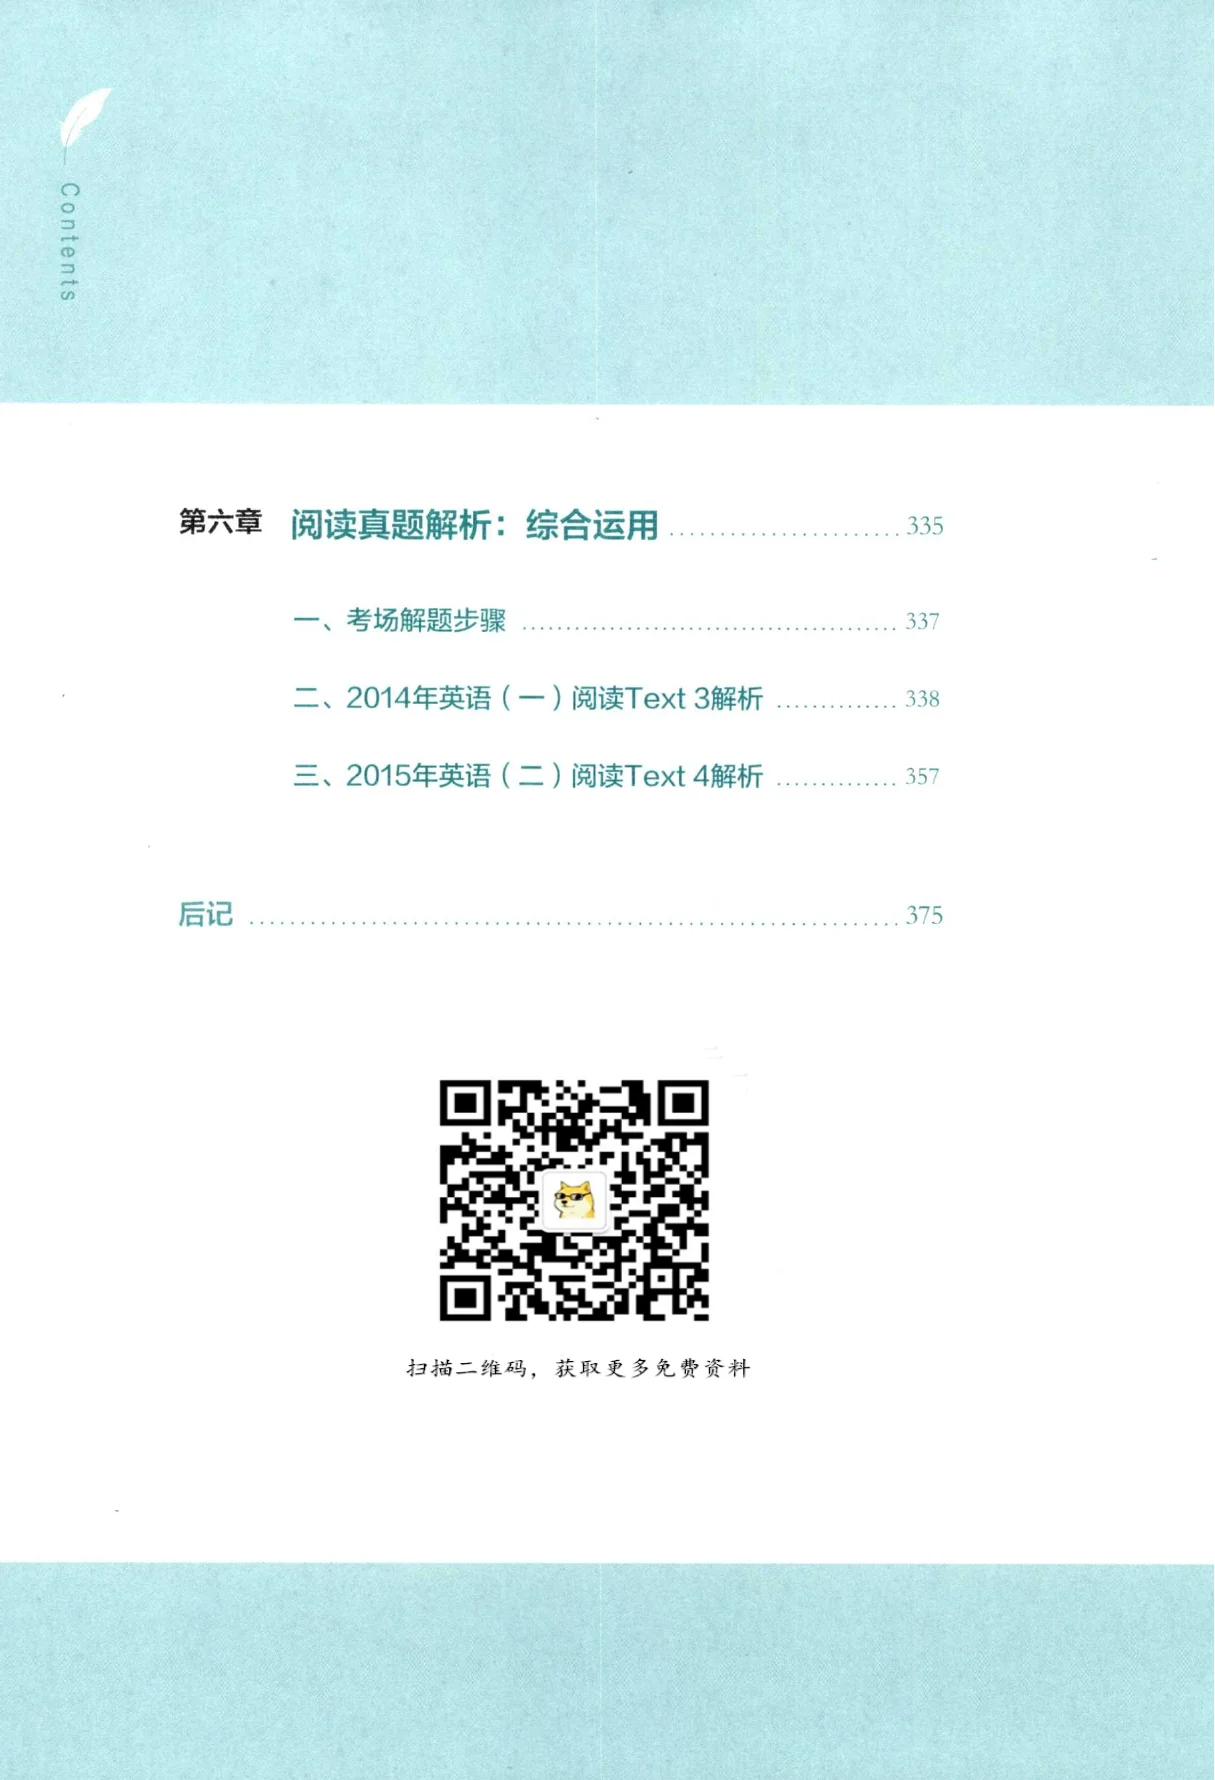 Contents
第六章 阅读真题解析：综合运用 ...................... 335
一、考场解题步骤 ...................... 337
二、2014年英语（一）阅读Text 3解析 .............. 338
三、2015年英语（二）阅读Text 4解析 .............. 357
后记 ...................... 375
扫描二维码，获取更多免费资料